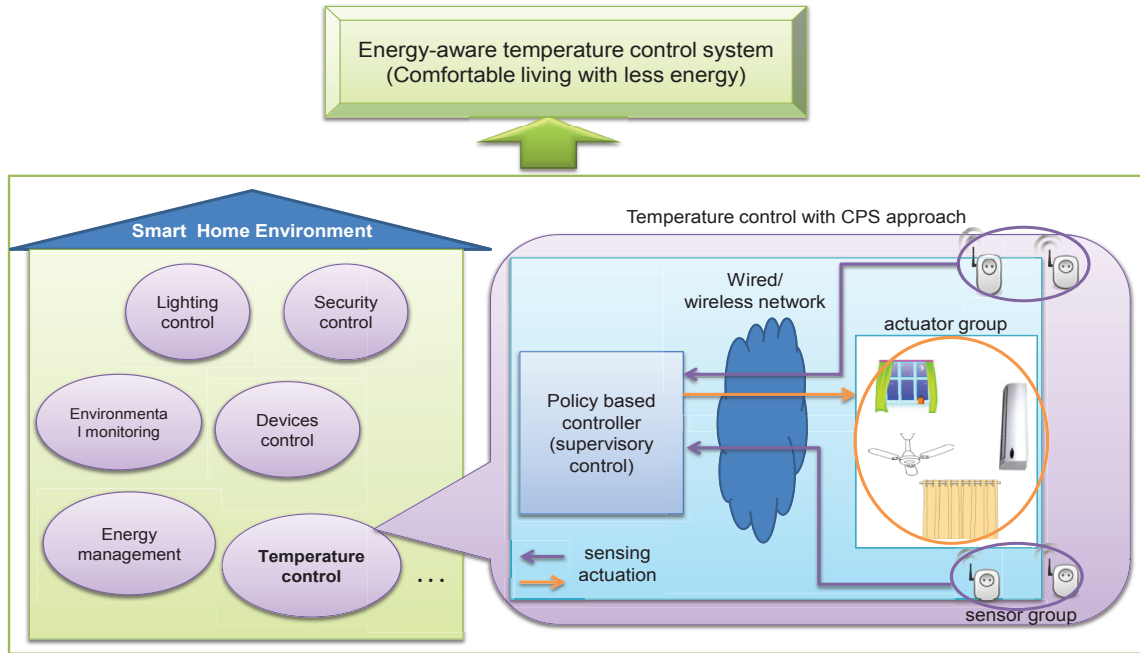 Energy-aware temperature control system
(Comfortable living with less energy)
Smart Home Environment
Lighting
control
Security
control
Environmenta
l monitoring
Devices
control
Energy
management
Temperature
control
...
Temperature control with CPS approach
Wired/
wireless network
actuator group
Policy based
controller
(supervisory
control)
sensing
actuation
sensor group